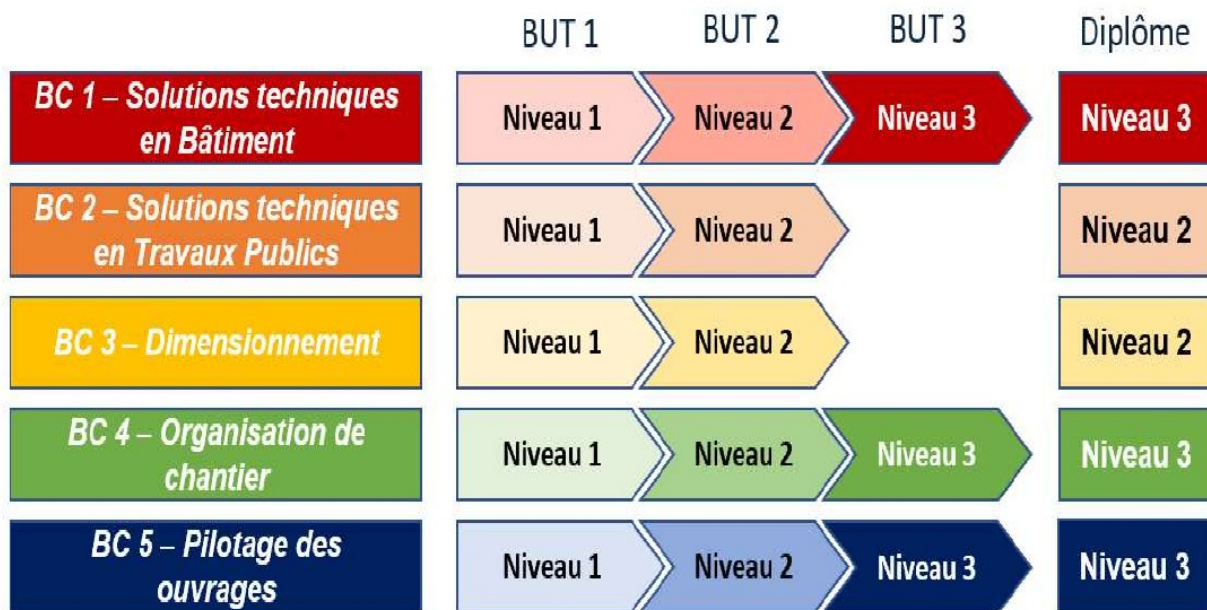 BUT 1 BUT 2 BUT 3 Diplôme
BC 1 – Solutions techniques
en Bâtiment
Niveau 1 Niveau 2 Niveau 3 Niveau 3
BC 2 – Solutions techniques
en Travaux Publics
Niveau 1 Niveau 2 Niveau 2
BC 3 – Dimensionnement
Niveau 1 Niveau 2 Niveau 2
BC 4 – Organisation de
chantier
Niveau 1 Niveau 2 Niveau 3 Niveau 3
BC 5 – Pilotage des
ouvrages
Niveau 1 Niveau 2 Niveau 3 Niveau 3